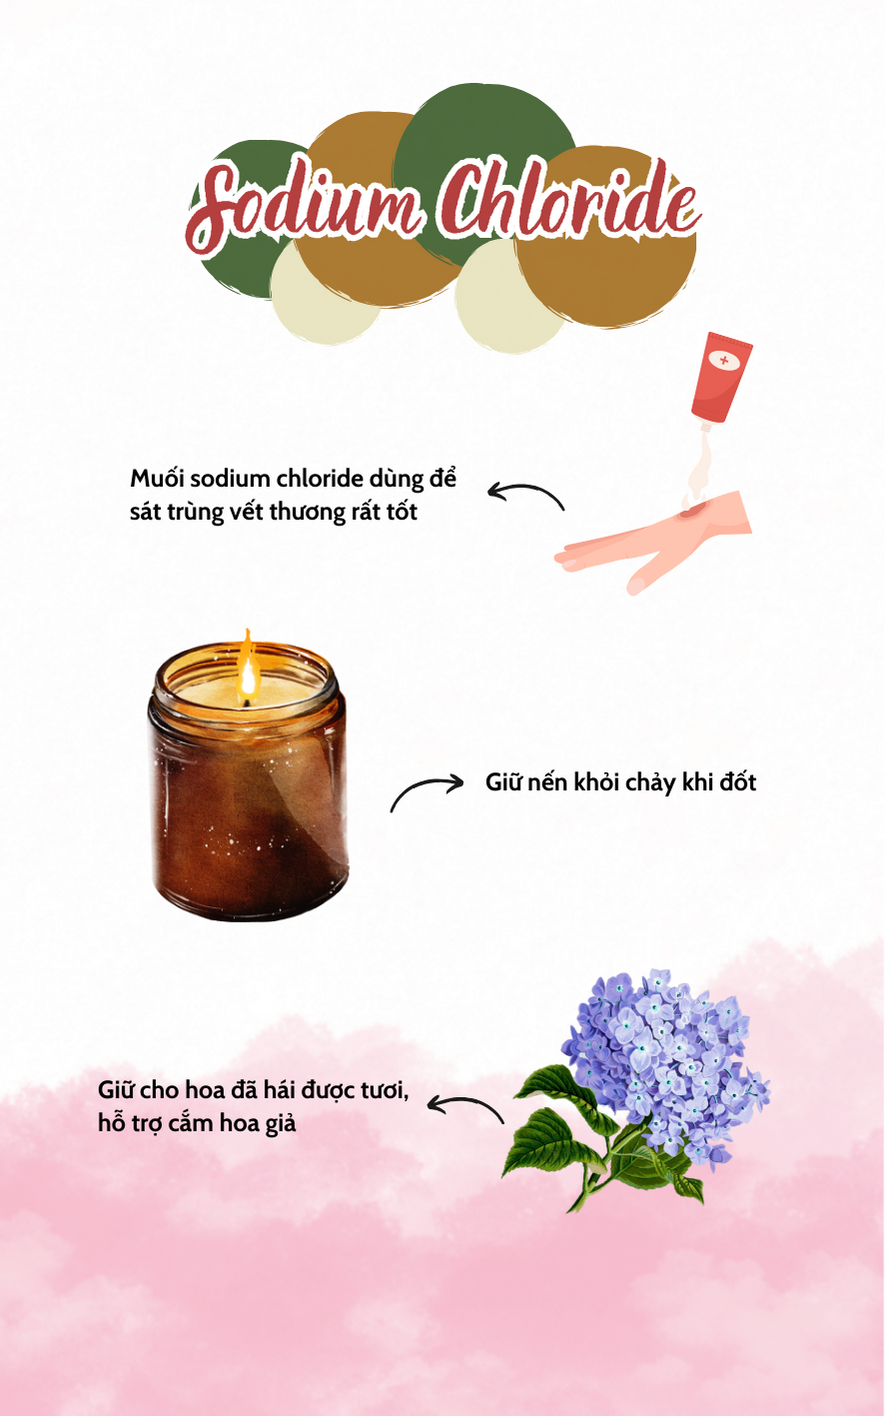 Sodium Chloride
Muối sodium chloride dùng để
sát trùng vết thương rất tốt
Giữ nến khỏi chảy khi đốt
Giữ cho hoa đã hái được tươi,
hỗ trợ cắm hoa giả